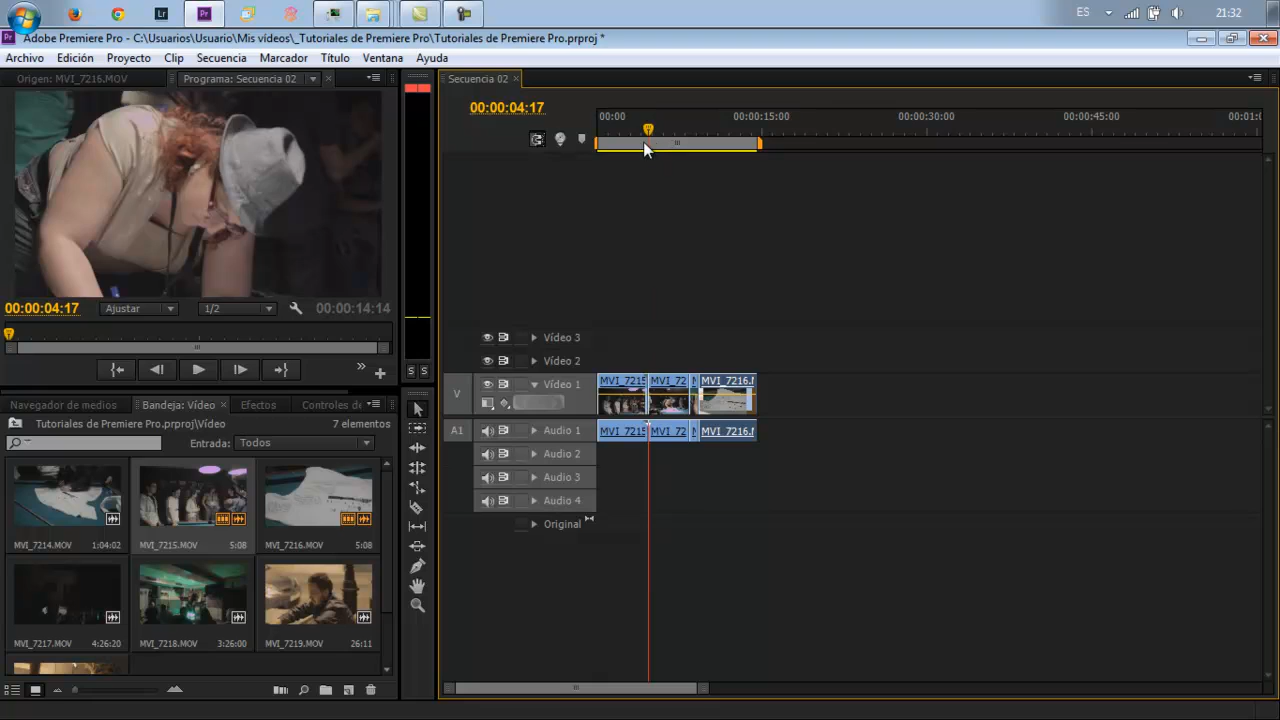 ES
21:32
Adobe Premiere Pro - C:\Usuarios\Usuario\Mis vídeos\_Tutoriales de Premiere Pro\Tutoriales de Premiere Pro.prproj *
Archivo Edición Proyecto Clip Secuencia Marcador Título Ventana Ayuda
Origen: MVI_7216.MOV
Programa: Secuencia 02
Secuencia 02
00:00:04:17
00:00 00:00:15:00 00:00:30:00 00:00:45:00 00:01:0
00:00:04:17
Ajustar
1/2
00:00:14:14
S S
Vídeo 3
Vídeo 2
V
Vídeo 1
MVI_7215 MVI_72 MVI_7216.M
A1
Audio 1
MVI_7215 MVI_72 MVI_7216.M
Audio 2
Audio 3
Audio 4
Original
Navegador de medios
Bandeja: Vídeo
Efectos
Controles de
Tutoriales de Premiere Pro.prproj\Vídeo
7 elementos
Entrada: Todos
MVI_7214.MOV 1:04:02
MVI_7215.MOV 5:08
MVI_7216.MOV 5:08
MVI_7217.MOV 4:26:20
MVI_7218.MOV 3:26:00
MVI_7219.MOV 26:11